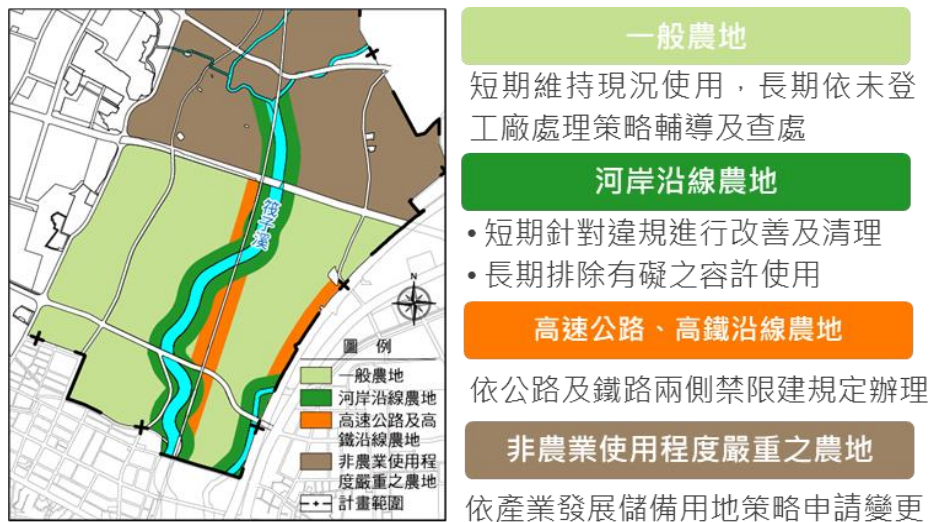 筏子溪
N
圖 例
一般農地
河岸沿線農地
高速公路及高
鐵沿線農地
非農業使用程
度嚴重之農地
計畫範圍
一般農地
短期維持現況使用，長期依未登
工廠處理策略輔導及查處
河岸沿線農地
• 短期針對違規進行改善及清理
• 長期排除有礙之容許使用
高速公路、高鐵沿線農地
依公路及鐵路兩側禁限建規定辦理
非農業使用程度嚴重之農地
依產業發展儲備用地策略申請變更